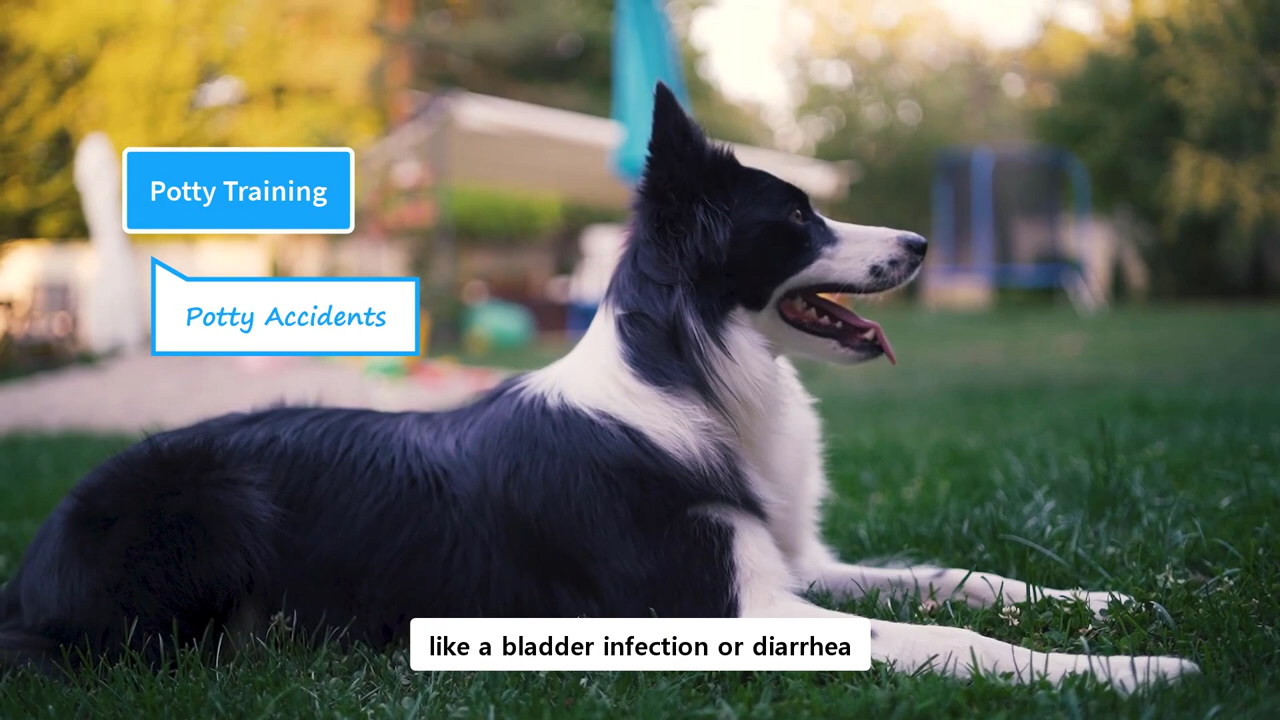 Potty Training
Potty Accidents
like a bladder infection or diarrhea